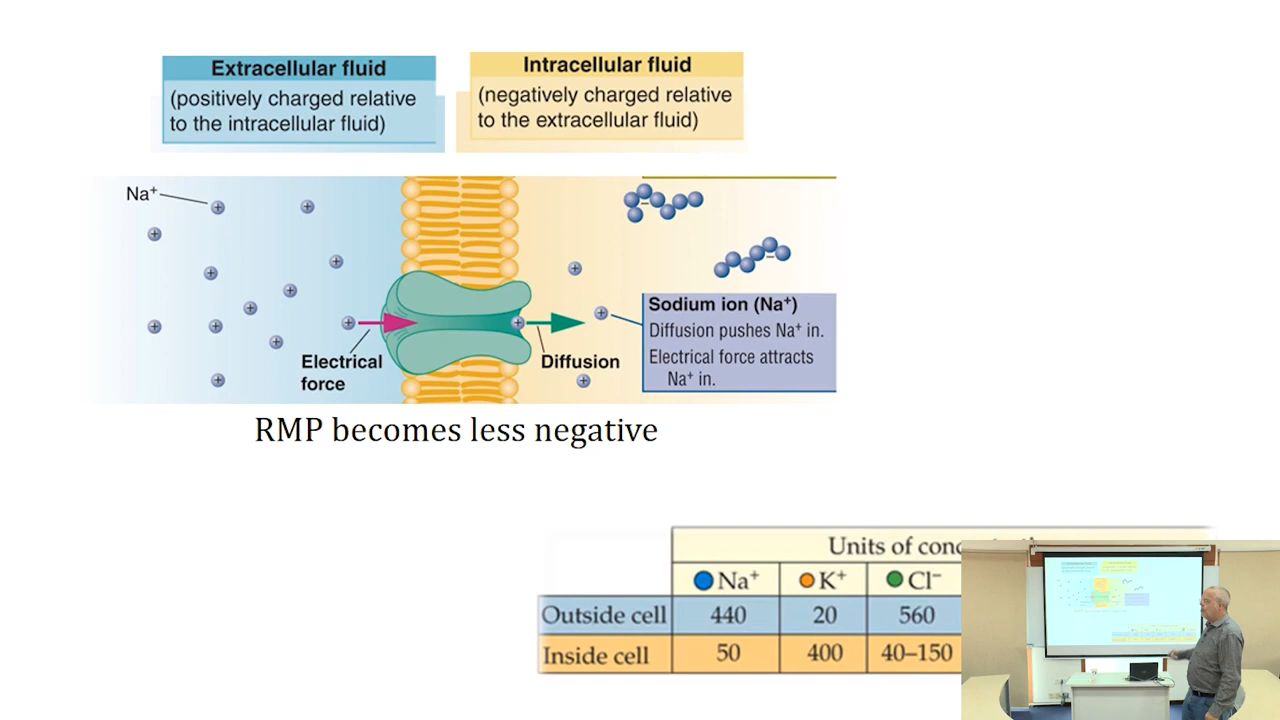 Extracellular fluid
(positively charged relative
to the intracellular fluid)
Intracellular fluid
(negatively charged relative
to the extracellular fluid)
Na⁺
Electrical
force
Diffusion
Sodium ion (Na⁺)
Diffusion pushes Na⁺ in.
Electrical force attracts
Na⁺ in.
RMP becomes less negative
Units of
Na⁺ K⁺ Cl⁻
Outside cell 440 20 560
Inside cell 50 400 40–150